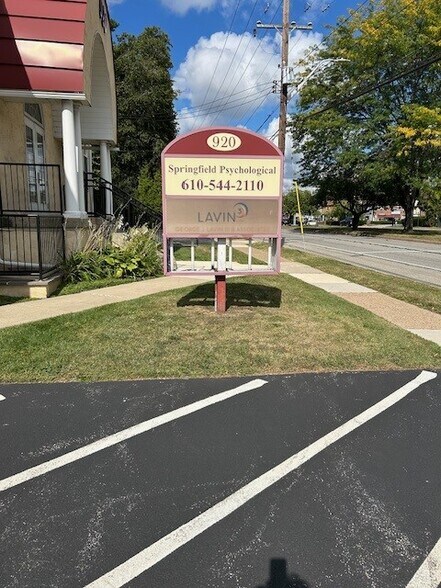 920
Springfield Psychological
610-544-2110
LAVIN